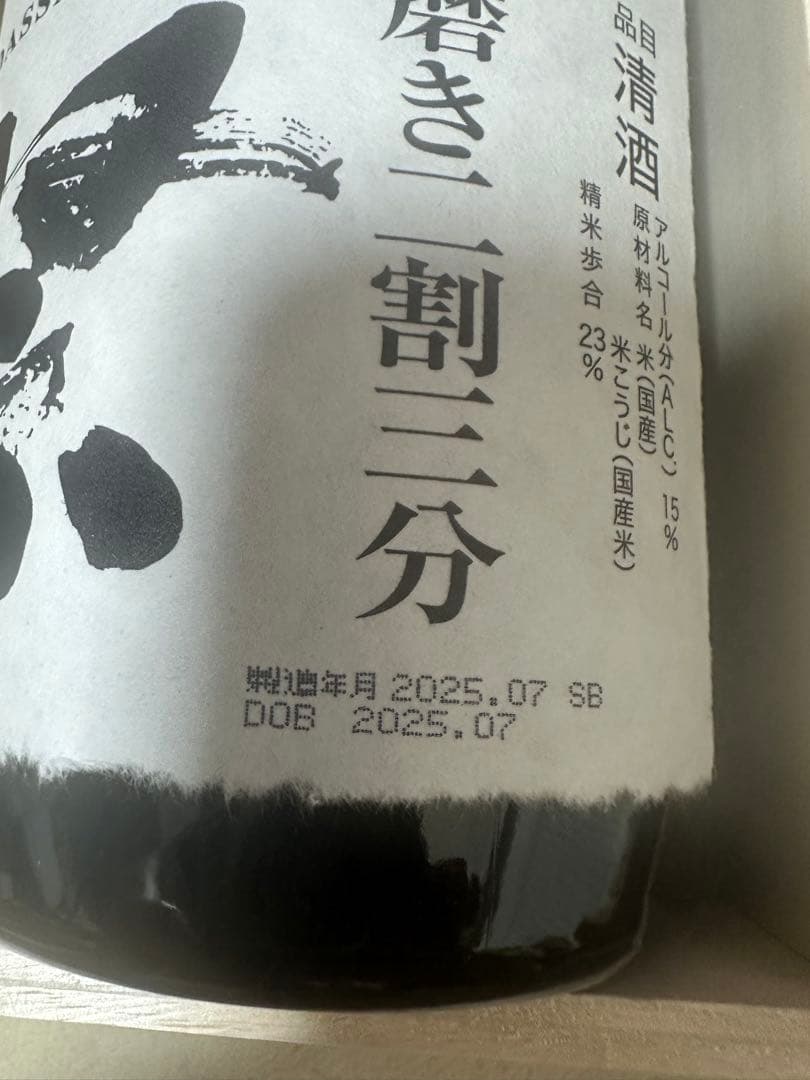 DASS
磨き二割三分
品目
清酒
アルコール分(ALC.) 15%
原材料名 米(国産)
米こうじ(国産米)
精米歩合 23%
製造年月 2025.07 SB
DOB 2025.07